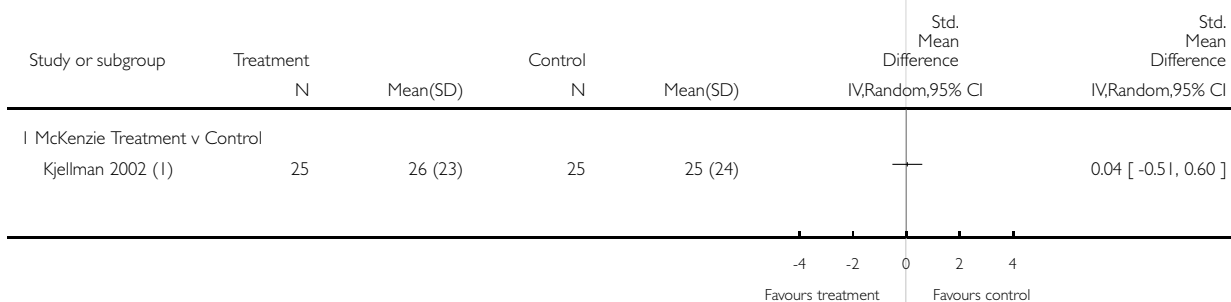 Std.
Mean
Difference
Std.
Mean
Difference
Study or subgroup Treatment Control
N Mean(SD) N Mean(SD) IV,Random,95% CI IV,Random,95% CI
1 McKenzie Treatment v Control
Kjellman 2002 (1) 25 26 (23) 25 25 (24) 0.04 [ -0.51, 0.60 ]
-4 -2 0 2 4
Favours treatment Favours control